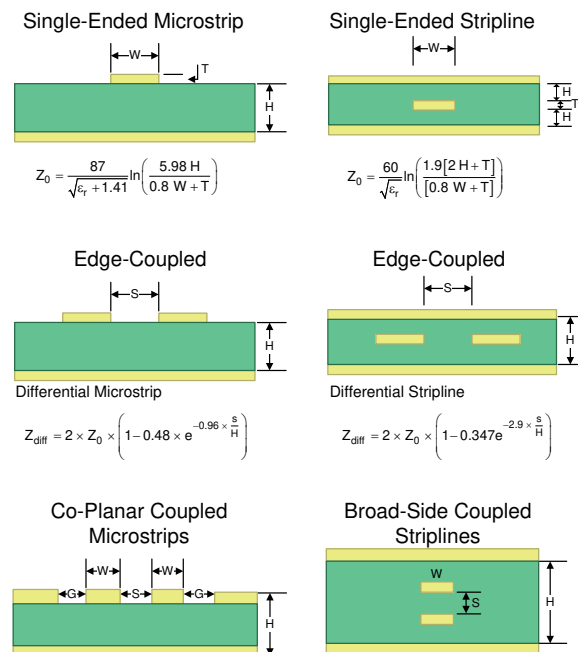 Single-Ended Microstrip
W
T
H
Z₀ = 87/√(εᵣ + 1.41) ln(5.98 H/(0.8 W + T))
Single-Ended Stripline
W
H
T
H
Z₀ = 60/√εᵣ ln(1.9[2 H + T]/[0.8 W + T])
Edge-Coupled
S
H
Differential Microstrip
Z_diff = 2 × Z₀ × (1 − 0.48 × e^(−0.96 × s/H))
Edge-Coupled
S
H
Differential Stripline
Z_diff = 2 × Z₀ × (1 − 0.347e^(−2.9 × s/H))
Co-Planar Coupled
Microstrips
W W
G S G
H
Broad-Side Coupled
Striplines
W
S
H